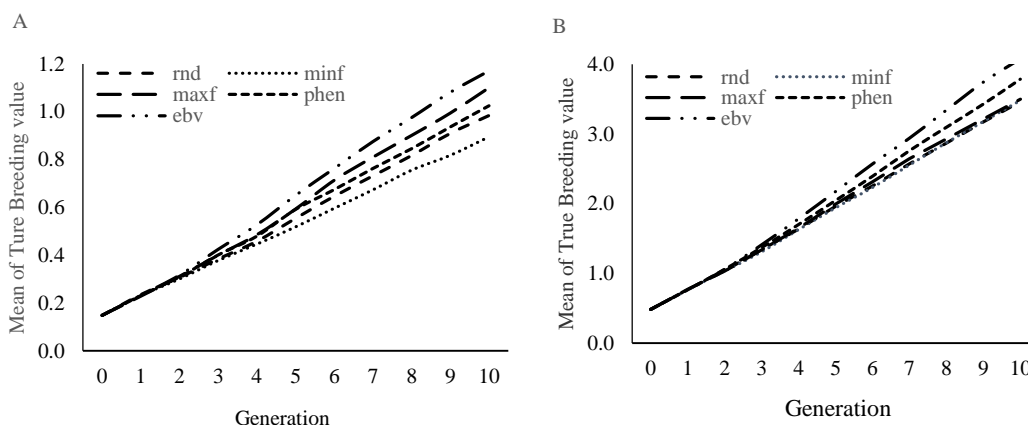 A
Mean of Ture Breeding value
1.2
1.0
0.8
0.6
0.4
0.2
0.0
rnd minf
maxf phen
ebv
0 1 2 3 4 5 6 7 8 9 10
Generation
B
Mean of True Breeding value
4.0
3.0
2.0
1.0
0.0
rnd minf
maxf phen
ebv
0 1 2 3 4 5 6 7 8 9 10
Generation